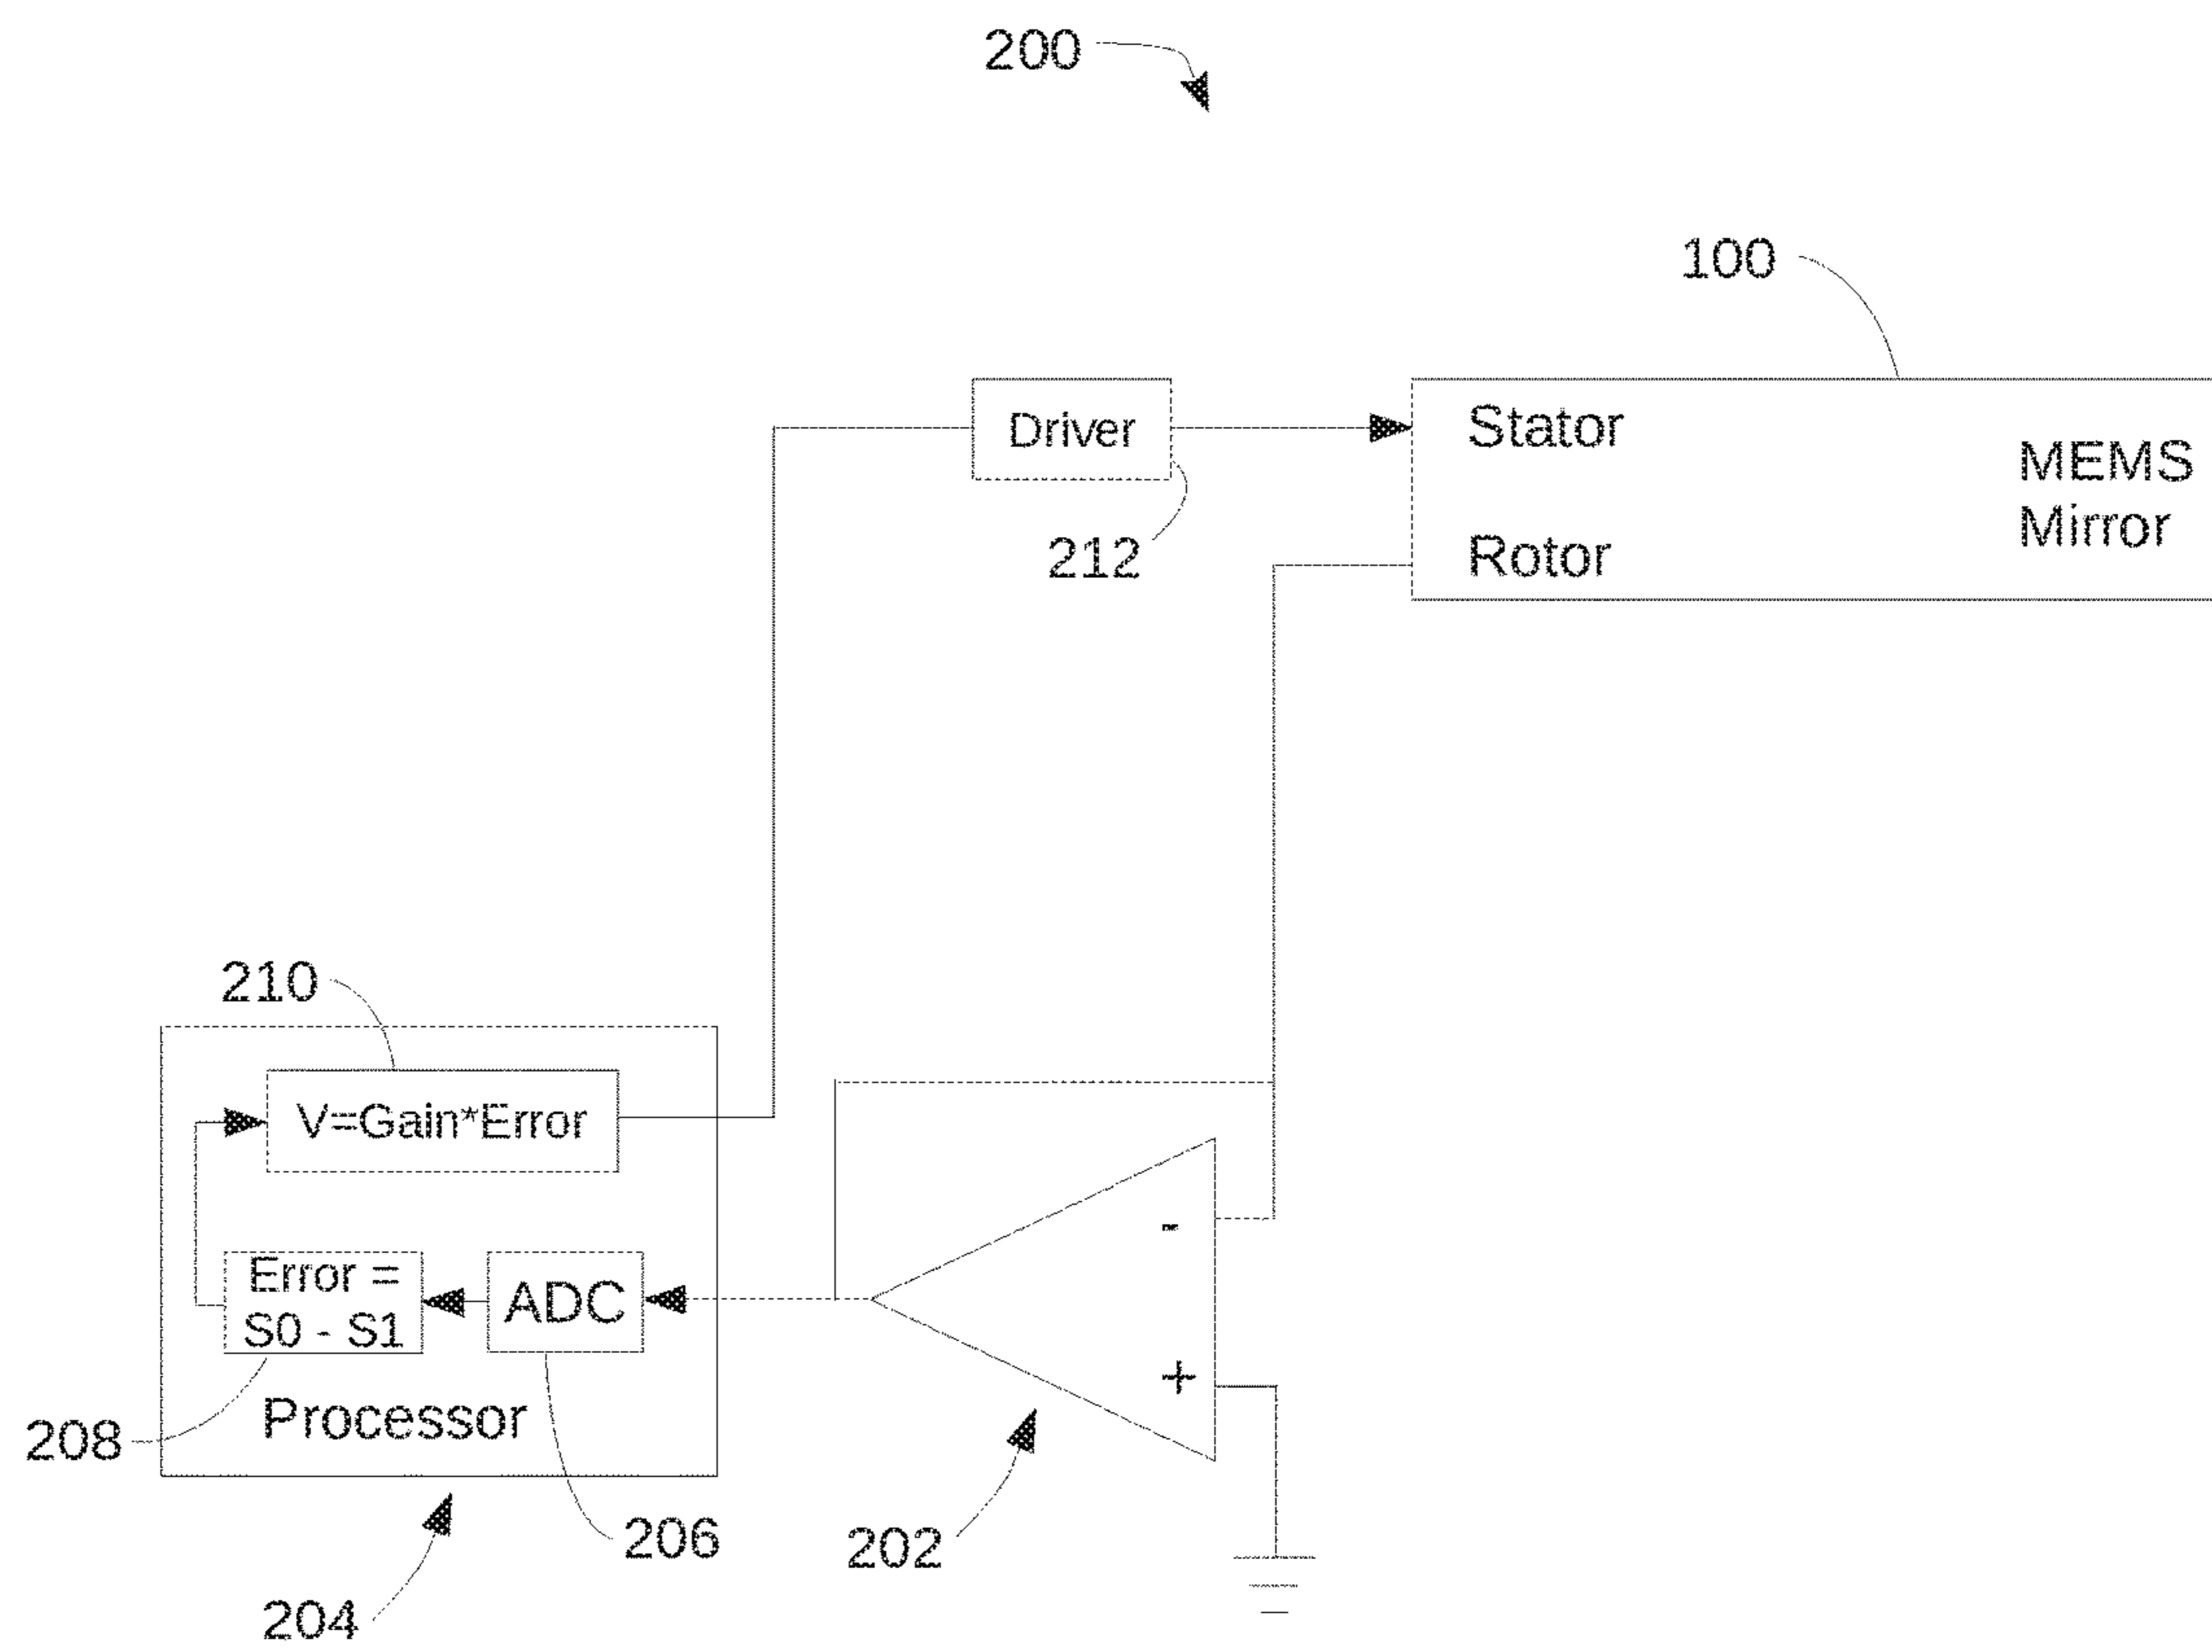 200
100
Driver
Stator
MEMS
Mirror
212
Rotor
210
V=Gain*Error
-
Error =
S0 - S1
ADC
+
Processor
208
206
202
204